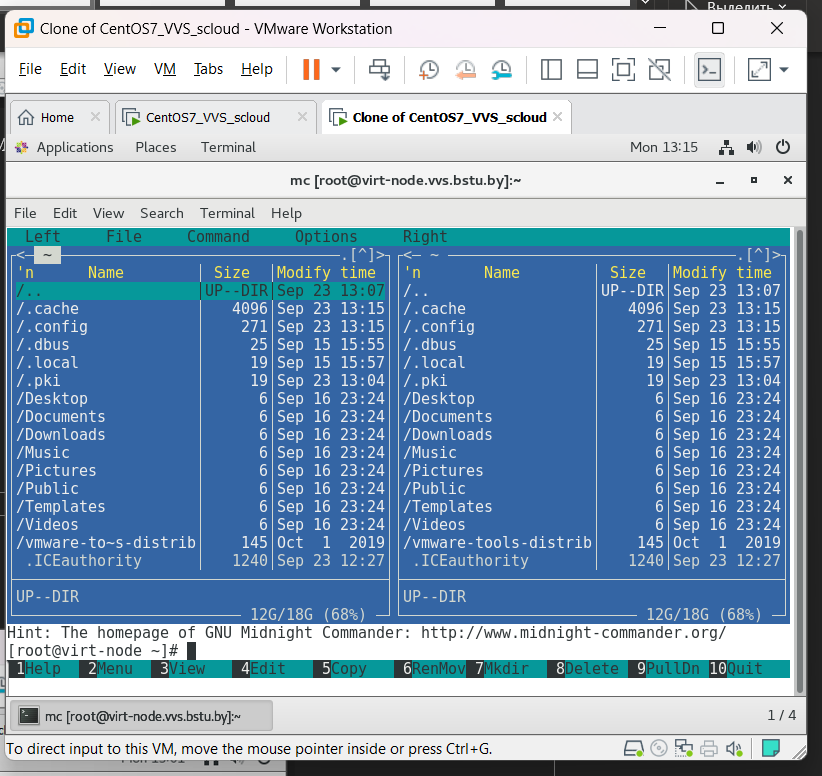 Выделить
Clone of CentOS7_VVS_scloud - VMware Workstation
File Edit View VM Tabs Help
Home CentOS7_VVS_scloud Clone of CentOS7_VVS_scloud
Applications Places Terminal Mon 13:15
mc [root@virt-node.vvs.bstu.by]:~
File Edit View Search Terminal Help
Left File Command Options Right
<─ ~ .[^]> <─ ~ .[^]>
'n Name Size Modify time 'n Name Size Modify time
/.. UP--DIR Sep 23 13:07 /.. UP--DIR Sep 23 13:07
/.cache 4096 Sep 23 13:15 /.cache 4096 Sep 23 13:15
/.config 271 Sep 23 13:15 /.config 271 Sep 23 13:15
/.dbus 25 Sep 15 15:55 /.dbus 25 Sep 15 15:55
/.local 19 Sep 15 15:57 /.local 19 Sep 15 15:57
/.pki 19 Sep 23 13:04 /.pki 19 Sep 23 13:04
/Desktop 6 Sep 16 23:24 /Desktop 6 Sep 16 23:24
/Documents 6 Sep 16 23:24 /Documents 6 Sep 16 23:24
/Downloads 6 Sep 16 23:24 /Downloads 6 Sep 16 23:24
/Music 6 Sep 16 23:24 /Music 6 Sep 16 23:24
/Pictures 6 Sep 16 23:24 /Pictures 6 Sep 16 23:24
/Public 6 Sep 16 23:24 /Public 6 Sep 16 23:24
/Templates 6 Sep 16 23:24 /Templates 6 Sep 16 23:24
/Videos 6 Sep 16 23:24 /Videos 6 Sep 16 23:24
/vmware-to~s-distrib 145 Oct 1 2019 /vmware-tools-distrib 145 Oct 1 2019
.ICEauthority 1240 Sep 23 12:27 .ICEauthority 1240 Sep 23 12:27
UP--DIR UP--DIR
12G/18G (68%) 12G/18G (68%)
Hint: The homepage of GNU Midnight Commander: http://www.midnight-commander.org/
[root@virt-node ~]#
1Help 2Menu 3View 4Edit 5Copy 6RenMov 7Mkdir 8Delete 9PullDn 10Quit
mc [root@virt-node.vvs.bstu.by]:~ 1 / 4
To direct input to this VM, move the mouse pointer inside or press Ctrl+G.